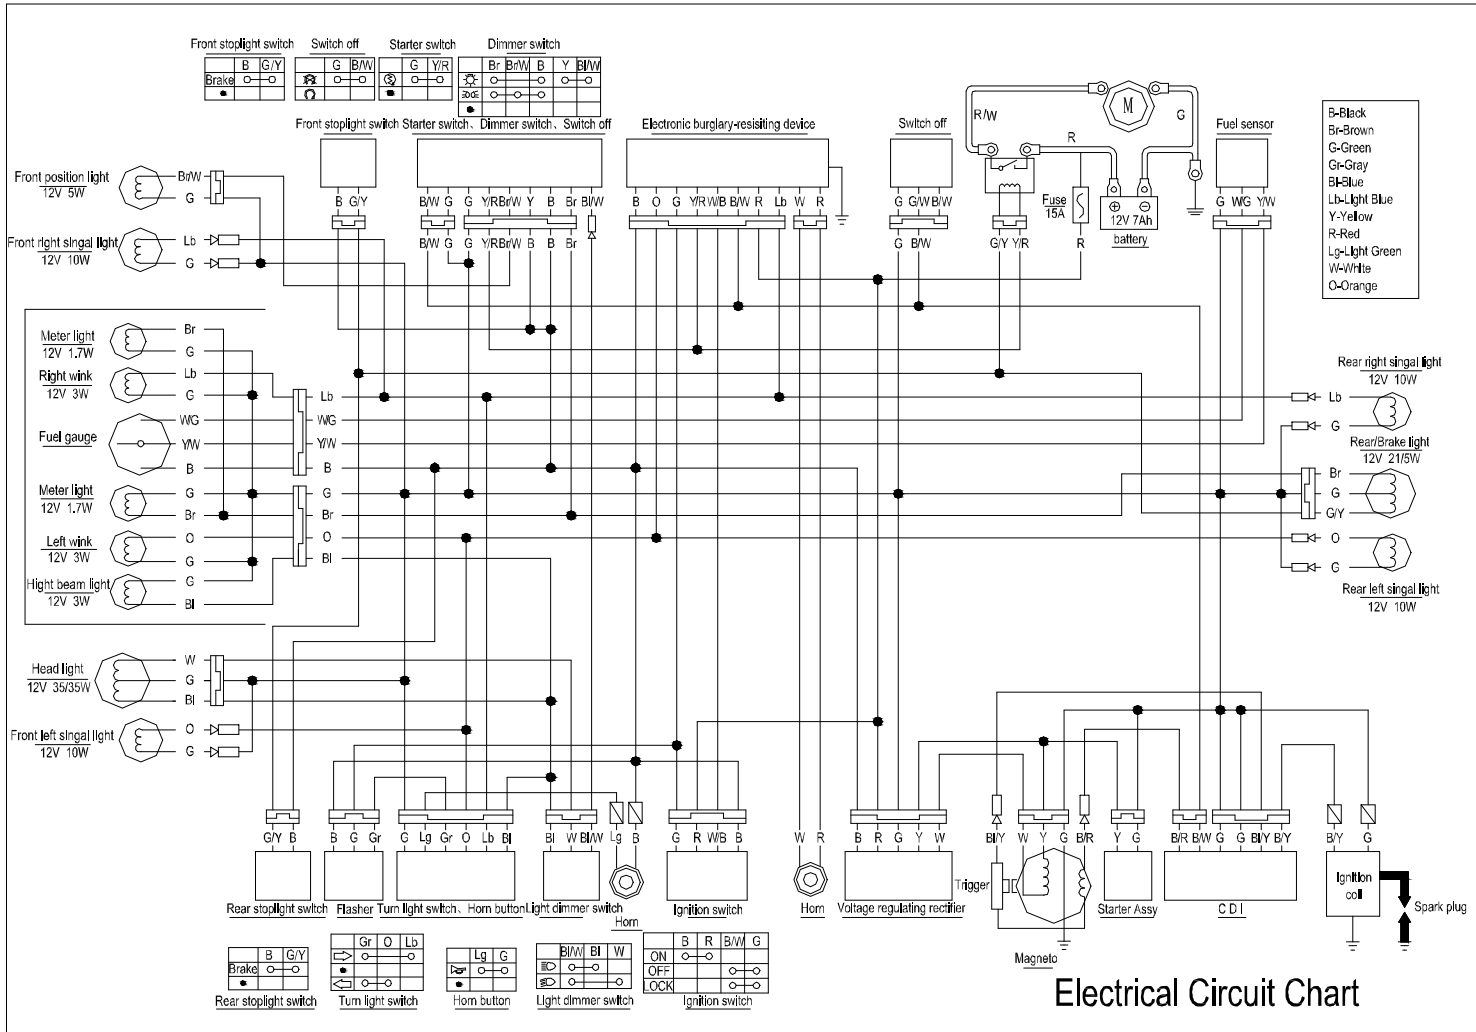 Front stoplight switch
Switch off
Starter switch
Dimmer switch
B G/Y
Brake
G B/W
G Y/R
Br Br/W B Y Bl/W
Front stoplight switch
Starter switch、Dimmer switch、Switch off
Electronic burglary-resisiting device
Switch off
Fuel sensor
R/W
M
G
R
Fuse
15A
12V 7Ah
battery
R
B-Black
Br-Brown
G-Green
Gr-Gray
Bl-Blue
Lb-Light Blue
Y-Yellow
R-Red
Lg-Light Green
W-White
O-Orange
B G/Y
B/W G G Y/R Br/W Y B Br Bl/W
B O G Y/R W/B B/W R Lb W R
G G/W B/W
G W/G Y/W
B/W G G Y/R Br/W B B Br
G B/W
G/Y Y/R
Front position light
12V 5W
Br/W
G
Front right singal light
12V 10W
Lb
G
Meter light
12V 1.7W
Br
G
Right wink
12V 3W
Lb
G
Fuel gauge
W/G
Y/W
B
Meter light
12V 1.7W
G
Br
Left wink
12V 3W
O
G
Hight beam light
12V 3W
G
Bl
Lb
W/G
Y/W
B
G
Br
O
Bl
Head light
12V 35/35W
W
G
Bl
Front left singal light
12V 10W
O
G
Rear right singal light
12V 10W
Lb
G
Rear/Brake light
12V 21/5W
Br
G
G/Y
O
G
Rear left singal light
12V 10W
G/Y B
B G Gr
G Lg Gr O Lb Bl
Bl W Bl/W
Lg B
G R W/B B
W R
B R G Y W
Bl/Y W Y G B/R
Y G
B/R B/W G G Bl/Y B/Y
B/Y G
Rear stoplight switch
Flasher
Turn light switch、Horn button
Light dimmer switch
Horn
Ignition switch
Horn
Voltage regulating rectifier
Trigger
Magneto
Starter Assy
C D I
Ignition
coil
Spark plug
B G/Y
Brake
Rear stoplight switch
Gr O Lb
Turn light switch
Lg G
Horn button
Bl/W Bl W
Light dimmer switch
B R B/W G
ON
OFF
LOCK
Ignition switch
Electrical Circuit Chart